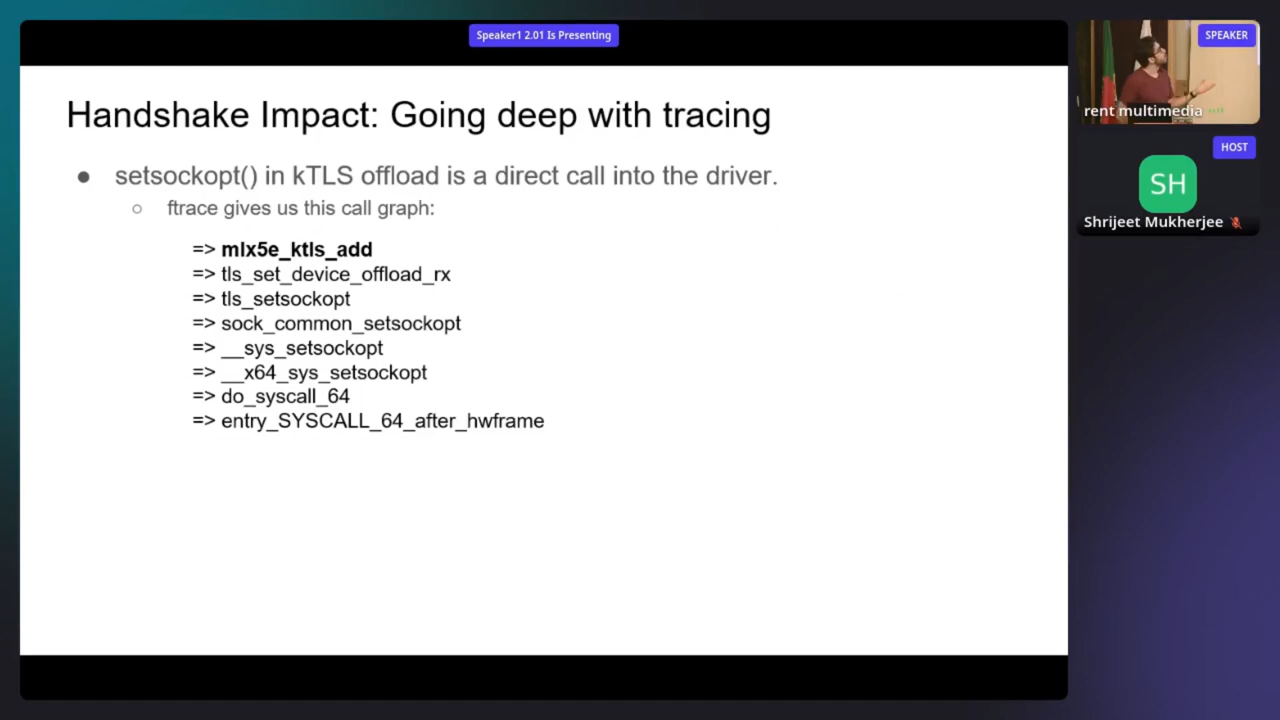 Speaker1 2.01 Is Presenting
SPEAKER
rent multimedia
HOST
SH
Shrijeet Mukherjee
Handshake Impact: Going deep with tracing
● setsockopt() in kTLS offload is a direct call into the driver.
○ ftrace gives us this call graph:
=> mlx5e_ktls_add
=> tls_set_device_offload_rx
=> tls_setsockopt
=> sock_common_setsockopt
=> __sys_setsockopt
=> __x64_sys_setsockopt
=> do_syscall_64
=> entry_SYSCALL_64_after_hwframe